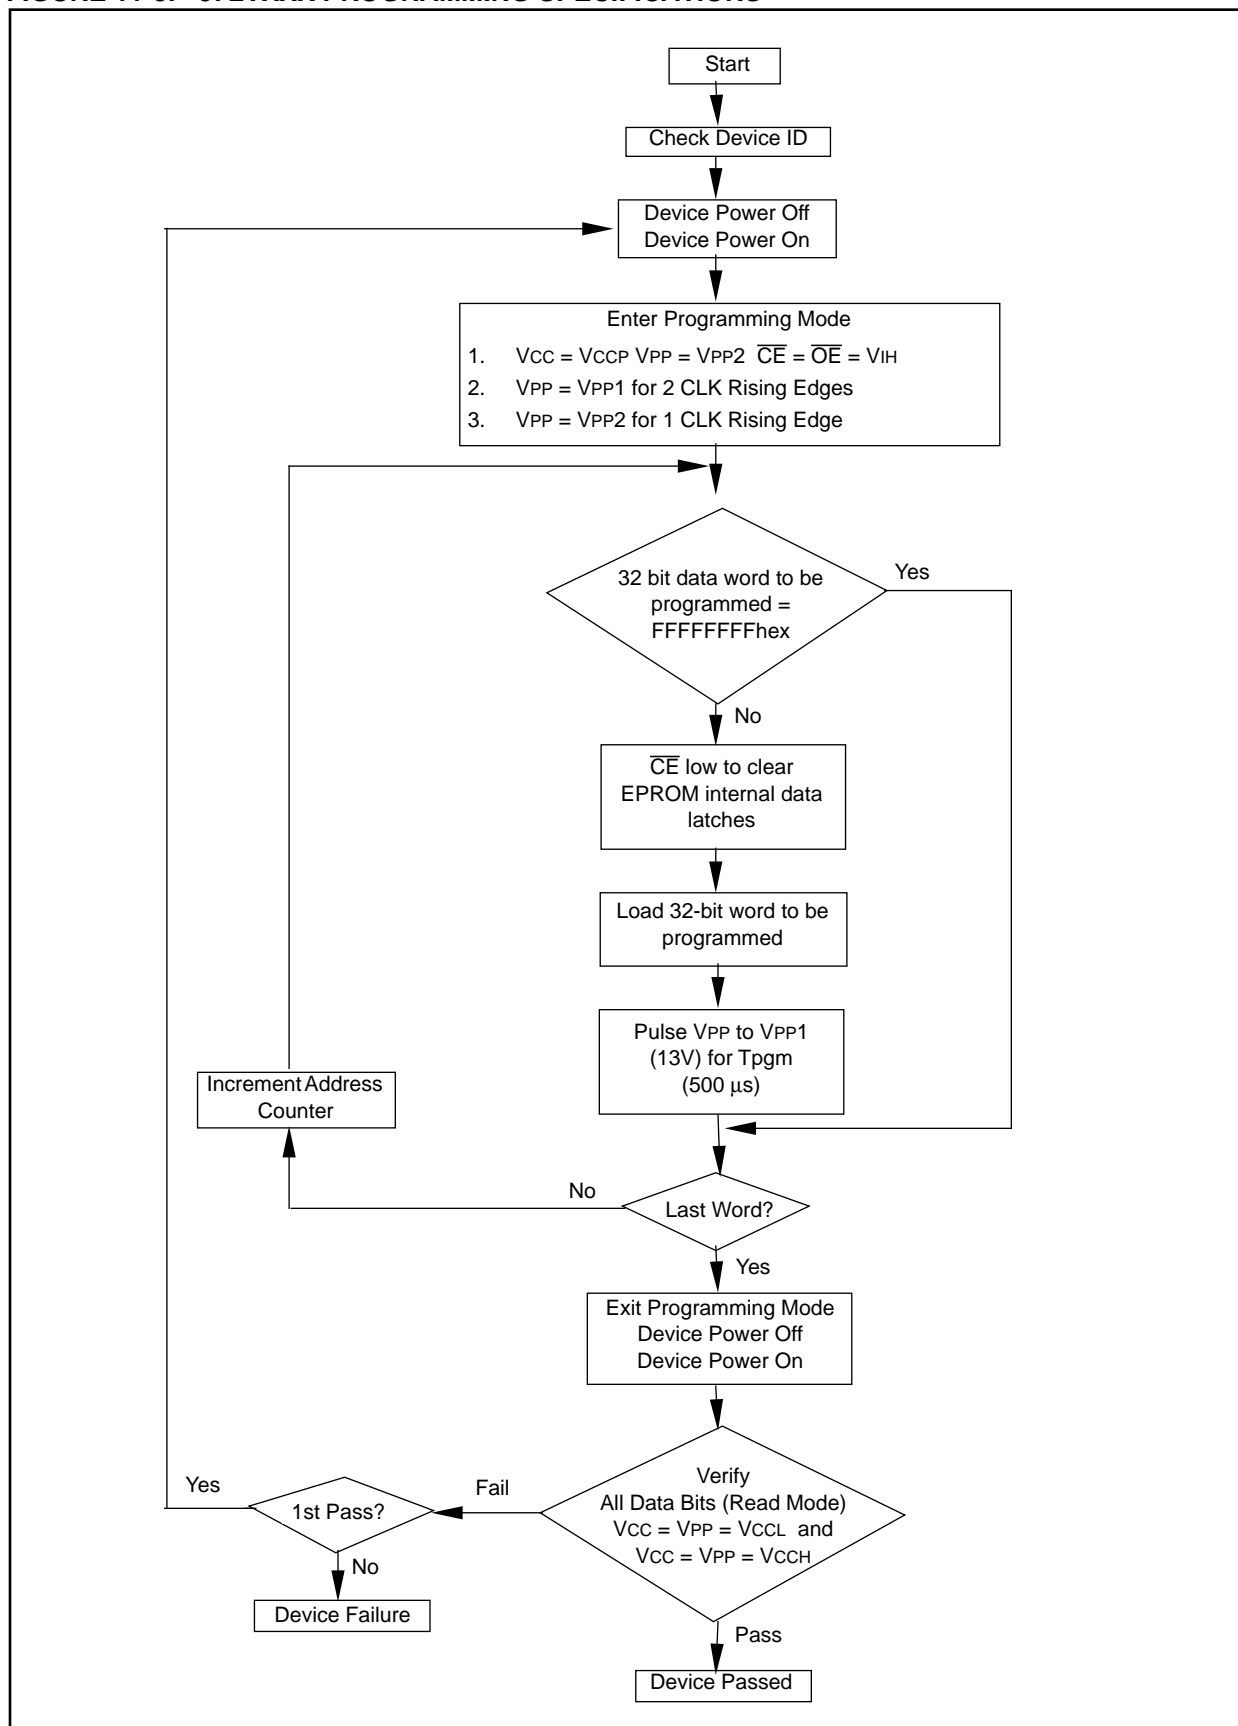 Start
Check Device ID
Device Power Off
Device Power On
Enter Programming Mode
1. VCC = VCCP VPP = VPP2 C̅E̅ = O̅E̅ = VIH
2. VPP = VPP1 for 2 CLK Rising Edges
3. VPP = VPP2 for 1 CLK Rising Edge
32 bit data word to be
programmed =
FFFFFFFFhex
Yes
No
C̅E̅ low to clear
EPROM internal data
latches
Load 32-bit word to be
programmed
Pulse VPP to VPP1
(13V) for Tpgm
(500 µs)
Increment Address
Counter
No
Last Word?
Yes
Exit Programming Mode
Device Power Off
Device Power On
Verify
All Data Bits (Read Mode)
VCC = VPP = VCCL and
VCC = VPP = VCCH
Fail
Yes
1st Pass?
No
Device Failure
Pass
Device Passed